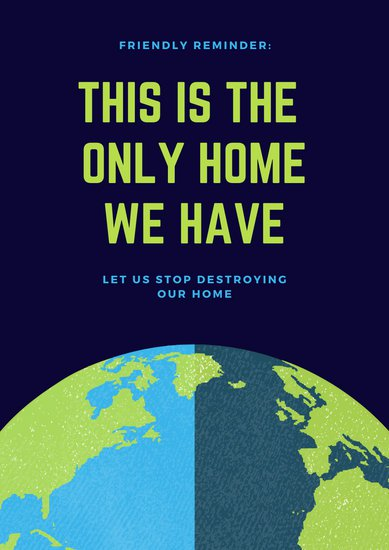 FRIENDLY REMINDER:
THIS IS THE
ONLY HOME
WE HAVE
LET US STOP DESTROYING
OUR HOME